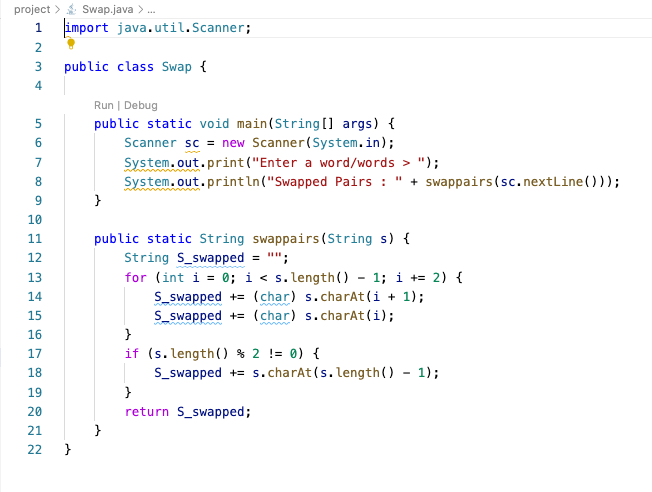 project > Swap.java > ...
1 import java.util.Scanner;
2
3 public class Swap {
4
Run | Debug
5     public static void main(String[] args) {
6         Scanner sc = new Scanner(System.in);
7         System.out.print("Enter a word/words > ");
8         System.out.println("Swapped Pairs : " + swappairs(sc.nextLine()));
9     }
10
11     public static String swappairs(String s) {
12         String S_swapped = "";
13         for (int i = 0; i < s.length() - 1; i += 2) {
14             S_swapped += (char) s.charAt(i + 1);
15             S_swapped += (char) s.charAt(i);
16         }
17         if (s.length() % 2 != 0) {
18             S_swapped += s.charAt(s.length() - 1);
19         }
20         return S_swapped;
21     }
22 }